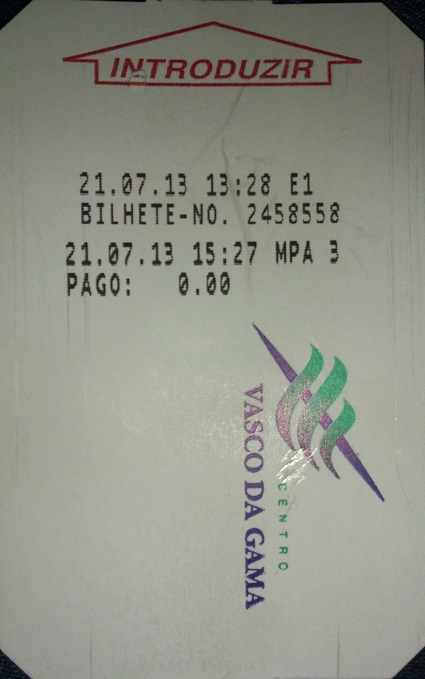 INTRODUZIR
21.07.13 13:28 E1
BILHETE-NO. 2458558
21.07.13 15:27 MPA 3
PAGO: 0.00
CENTRO
VASCO DA GAMA